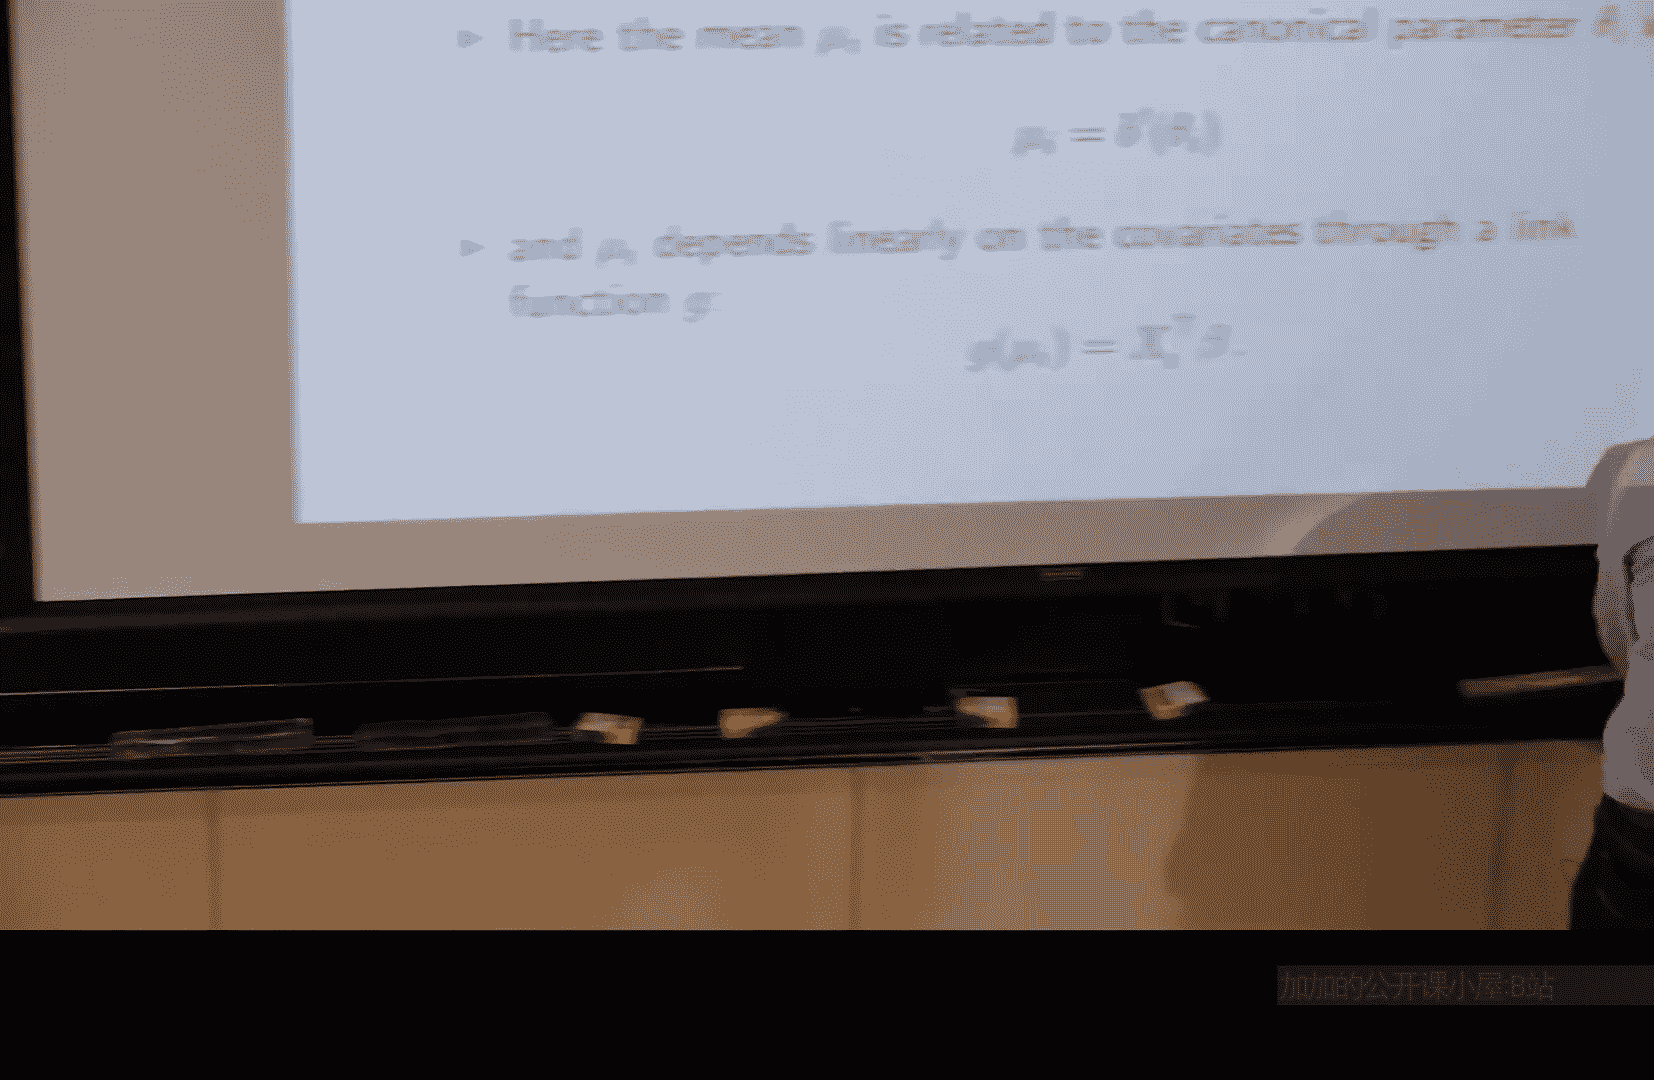 Here the mean μᵢ is related to the canonical parameter θᵢ
μᵢ = b′(θᵢ)
and μᵢ depends linearly on the covariates through a link
function g
g(μᵢ) = Xᵢᵀβ.
加加的公开课小屋:B站